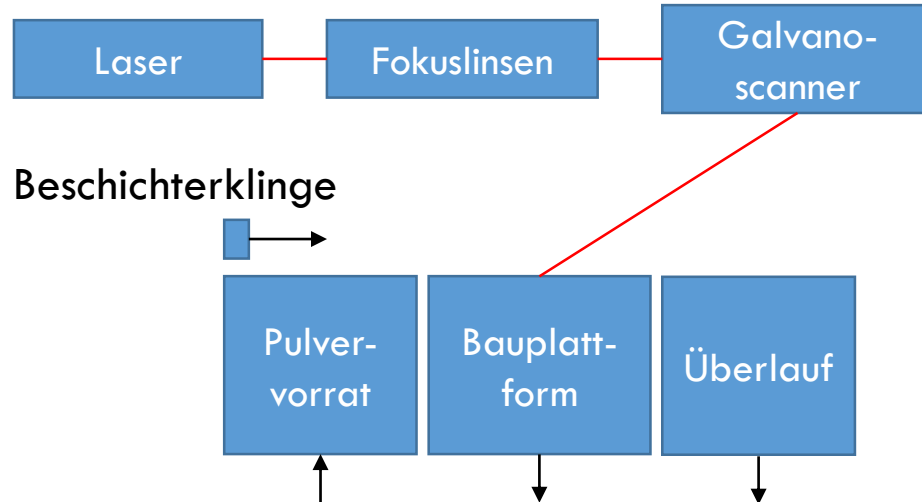 Laser
Fokuslinsen
Galvano-
scanner
Beschichterklinge
Pulver-
vorrat
Bauplatt-
form
Überlauf